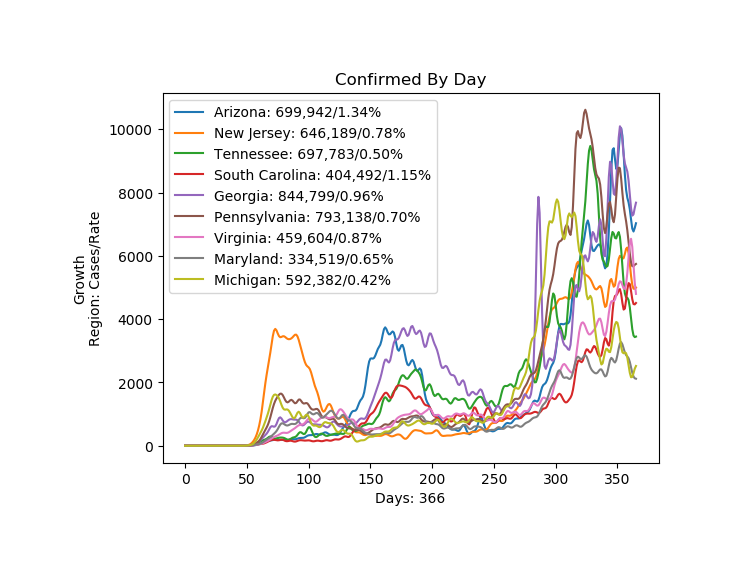 Confirmed By Day
Growth
Region: Cases/Rate
10000
8000
6000
4000
2000
0
Arizona: 699,942/1.34%
New Jersey: 646,189/0.78%
Tennessee: 697,783/0.50%
South Carolina: 404,492/1.15%
Georgia: 844,799/0.96%
Pennsylvania: 793,138/0.70%
Virginia: 459,604/0.87%
Maryland: 334,519/0.65%
Michigan: 592,382/0.42%
0 50 100 150 200 250 300 350
Days: 366